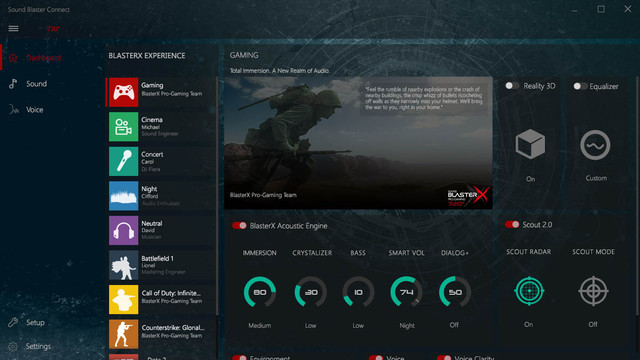 Sound Blaster Connect
Dashboard
Sound
Voice
Setup
Settings
BLASTERX EXPERIENCE
Gaming
BlasterX Pro-Gaming Team
Cinema
Michael
Sound Engineer
Concert
Carol
Dj Fiera
Night
Clifford
Audio Enthusiast
Neutral
David
Musician
Battlefield 1
Lionel
Mastering Engineer
Call of Duty: Infinite...
BlasterX Pro-Gaming Team
Counterstrike: Glonal...
BlasterX Pro-Gaming Team
GAMING
Total Immersion, A New Realm of Audio.
"Feel the rumble of nearby explosions or the crash of
nearby buildings, the crisp whizz of bullets ricocheting
off walls as they narrowly miss your helmet. We'll bring
the war to you, right in your home."
BlasterX Pro-Gaming Team
BLASTERX
PRO-GAMING
Reality 3D
On
Equalizer
Custom
BlasterX Acoustic Engine
IMMERSION
CRYSTALIZER
BASS
SMART VOL
DIALOG+
80
30
10
74
50
Medium
Low
Low
Night
Off
Scout 2.0
SCOUT RADAR
SCOUT MODE
On
Off
Environment
Voice
Voice Clarity